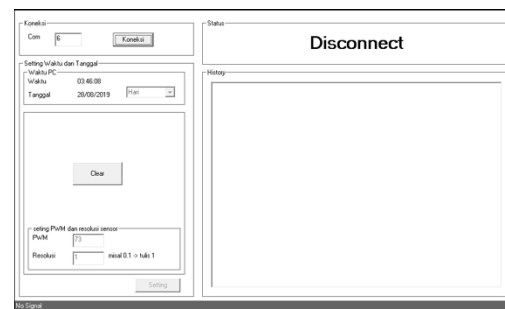 Koneksi
Com 6 Koneksi
Setting Waktu dan Tanggal
Waktu PC
Waktu 03:46:08
Tanggal 28/08/2019 Hari
Clear
seting PWM dan resolusi sensor
PWM 73
Resolusi 1 misal 0.1 -> tulis 1
Setting
Status
Disconnect
History
No Signal